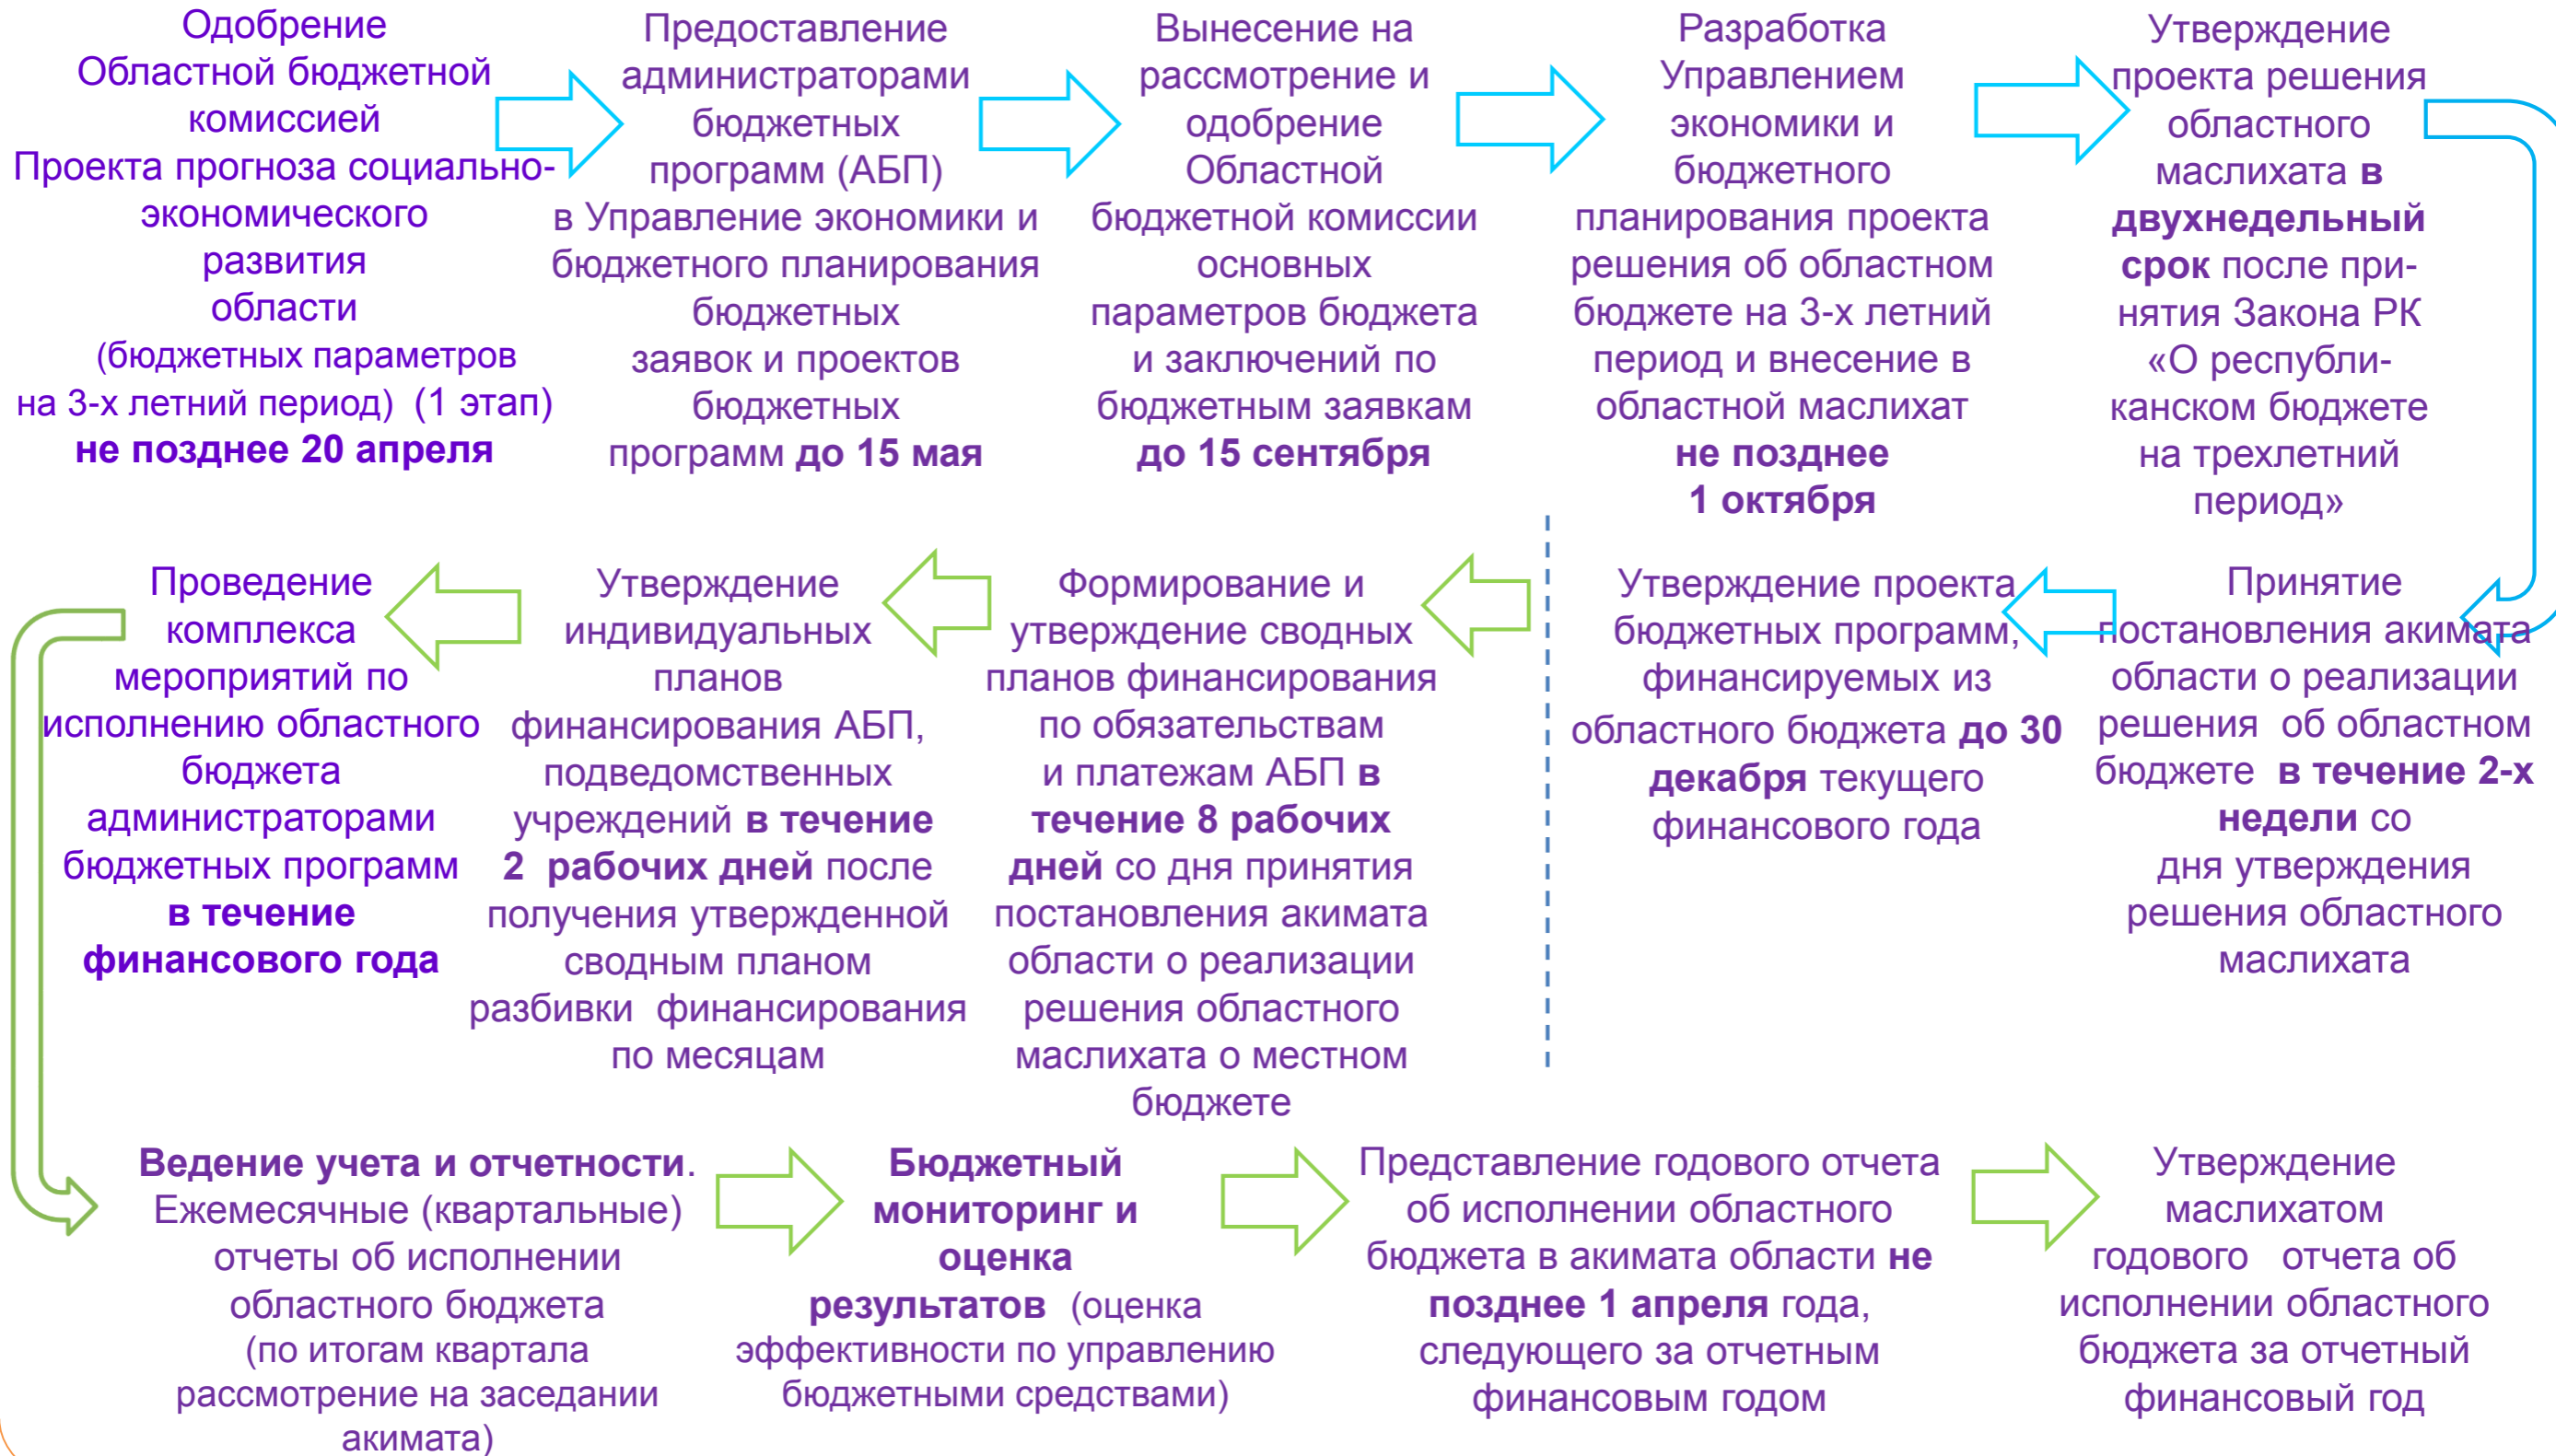 Одобрение
Областной бюджетной
комиссией
Проекта прогноза социально-
экономического
развития
области
(бюджетных параметров
на 3-х летний период) (1 этап)
не позднее 20 апреля
Предоставление
администраторами
бюджетных
программ (АБП)
в Управление экономики и
бюджетного планирования
бюджетных
заявок и проектов
бюджетных
программ до 15 мая
Вынесение на
рассмотрение и
одобрение
Областной
бюджетной комиссии
основных
параметров бюджета
и заключений по
бюджетным заявкам
до 15 сентября
Разработка
Управлением
экономики и
бюджетного
планирования проекта
решения об областном
бюджете на 3-х летний
период и внесение в
областной маслихат
не позднее
1 октября
Утверждение
проекта решения
областного
маслихата в
двухнедельный
срок после при-
нятия Закона РК
«О республи-
канском бюджете
на трехлетний
период»
Принятие
постановления акимата
области о реализации
решения об областном
бюджете в течение 2-х
недели со
дня утверждения
решения областного
маслихата
Утверждение проекта
бюджетных программ,
финансируемых из
областного бюджета до 30
декабря текущего
финансового года
Формирование и
утверждение сводных
планов финансирования
по обязательствам
и платежам АБП в
течение 8 рабочих
дней со дня принятия
постановления акимата
области о реализации
решения областного
маслихата о местном
бюджете
Утверждение
индивидуальных
планов
финансирования АБП,
подведомственных
учреждений в течение
2 рабочих дней после
получения утвержденной
сводным планом
разбивки финансирования
по месяцам
Проведение
комплекса
мероприятий по
исполнению областного
бюджета
администраторами
бюджетных программ
в течение
финансового года
Ведение учета и отчетности.
Ежемесячные (квартальные)
отчеты об исполнении
областного бюджета
(по итогам квартала
рассмотрение на заседании
акимата)
Бюджетный
мониторинг и
оценка
результатов (оценка
эффективности по управлению
бюджетными средствами)
Представление годового отчета
об исполнении областного
бюджета в акимата области не
позднее 1 апреля года,
следующего за отчетным
финансовым годом
Утверждение
маслихатом
годового отчета об
исполнении областного
бюджета за отчетный
финансовый год